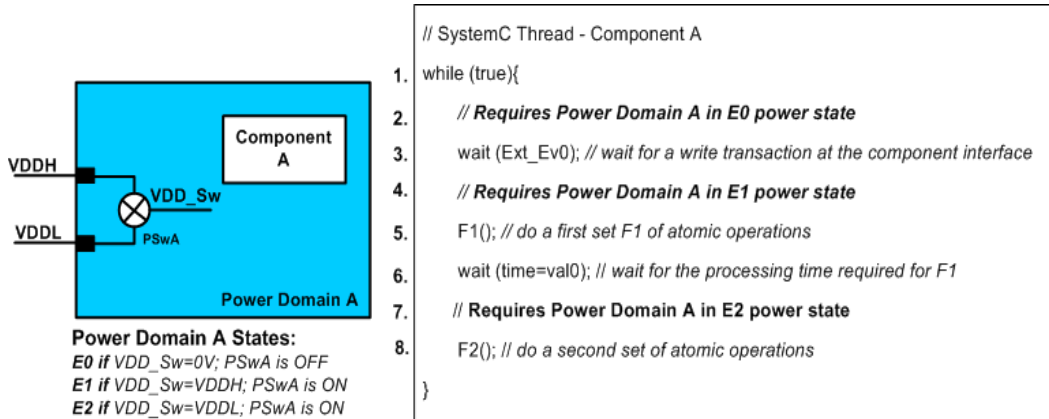 VDDH
VDDL
VDD_Sw
PSwA
Component
A
Power Domain A
Power Domain A States:
E0 if VDD_Sw=0V; PSwA is OFF
E1 if VDD_Sw=VDDH; PSwA is ON
E2 if VDD_Sw=VDDL; PSwA is ON
// SystemC Thread - Component A
1. while (true){
2. // Requires Power Domain A in E0 power state
3. wait (Ext_Ev0); // wait for a write transaction at the component interface
4. // Requires Power Domain A in E1 power state
5. F1(); // do a first set F1 of atomic operations
6. wait (time=val0); // wait for the processing time required for F1
7. // Requires Power Domain A in E2 power state
8. F2(); // do a second set of atomic operations
}